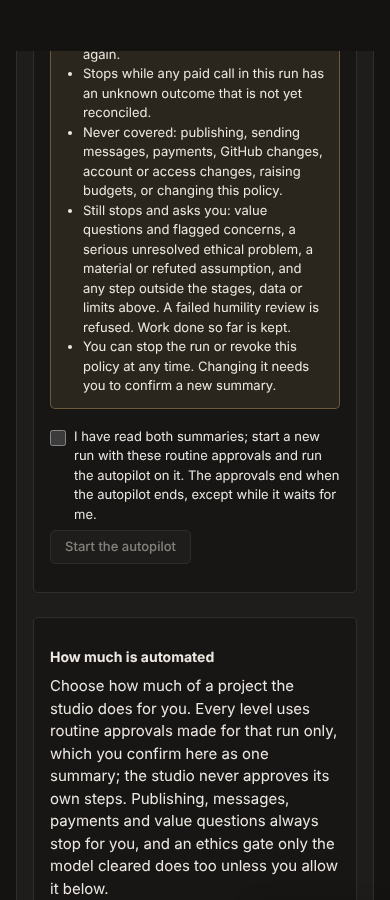 again.
• Stops while any paid call in this run has
an unknown outcome that is not yet
reconciled.
• Never covered: publishing, sending
messages, payments, GitHub changes,
account or access changes, raising
budgets, or changing this policy.
• Still stops and asks you: value
questions and flagged concerns, a
serious unresolved ethical problem, a
material or refuted assumption, and
any step outside the stages, data or
limits above. A failed humility review is
refused. Work done so far is kept.
• You can stop the run or revoke this
policy at any time. Changing it needs
you to confirm a new summary.
I have read both summaries; start a new
run with these routine approvals and run
the autopilot on it. The approvals end when
the autopilot ends, except while it waits for
me.
Start the autopilot
How much is automated
Choose how much of a project the
studio does for you. Every level uses
routine approvals made for that run only,
which you confirm here as one
summary; the studio never approves its
own steps. Publishing, messages,
payments and value questions always
stop for you, and an ethics gate only the
model cleared does too unless you allow
it below.